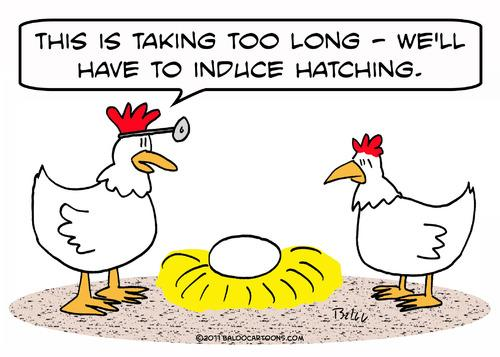 THIS IS TAKING TOO LONG – WE'LL
HAVE TO INDUCE HATCHING.
©2011 BALOOCARTOONS.COM